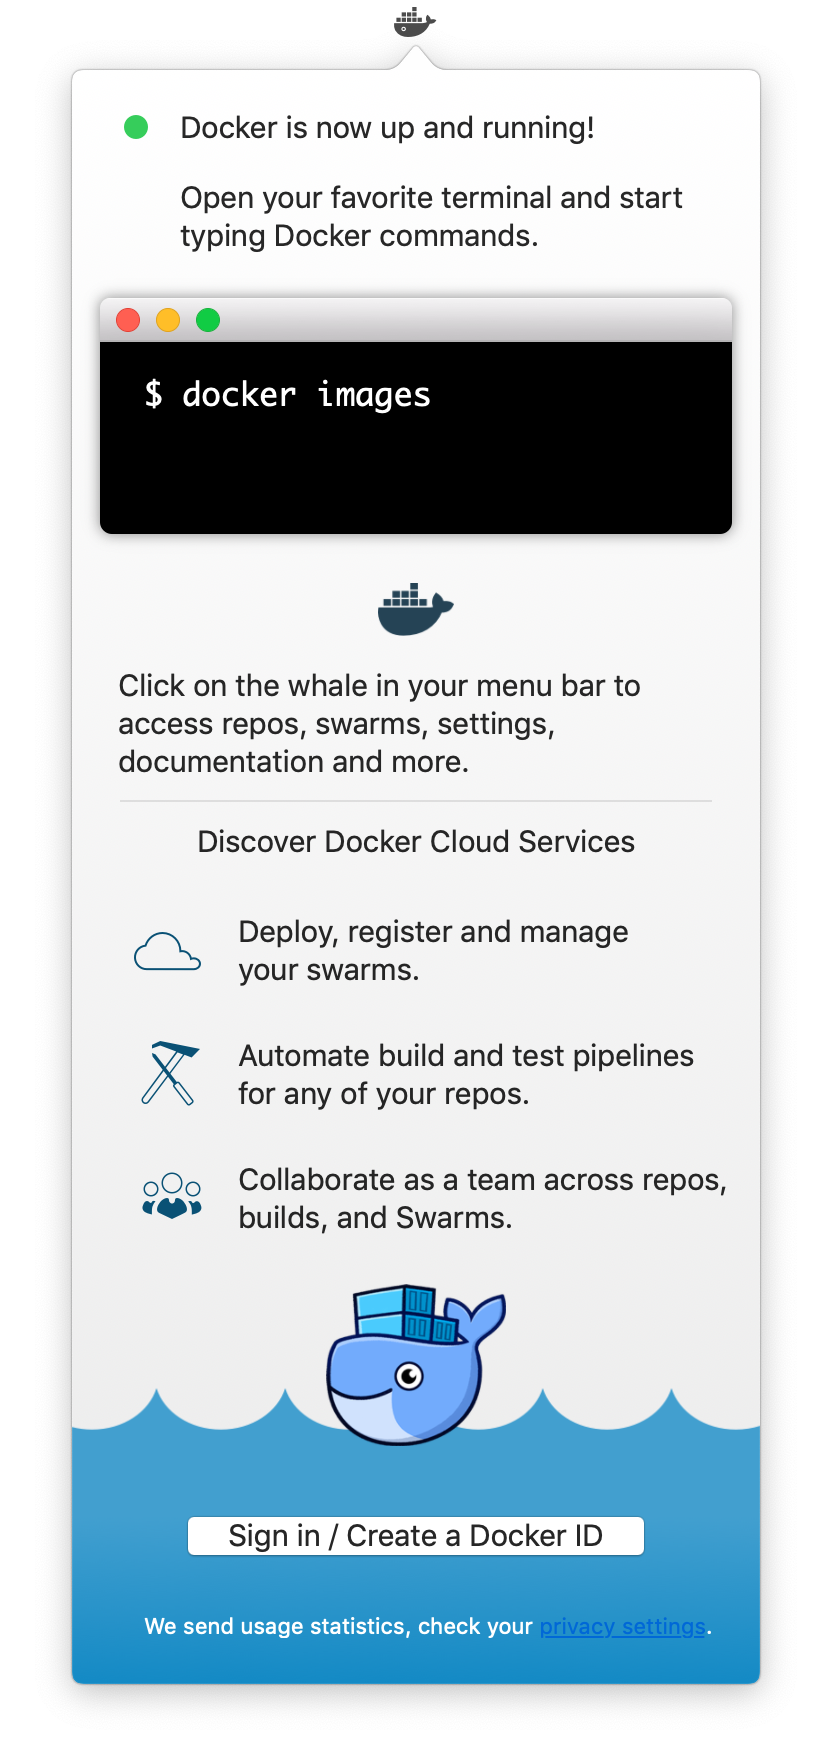 Docker is now up and running!
Open your favorite terminal and start
typing Docker commands.
$ docker images
Click on the whale in your menu bar to
access repos, swarms, settings,
documentation and more.
Discover Docker Cloud Services
Deploy, register and manage
your swarms.
Automate build and test pipelines
for any of your repos.
Collaborate as a team across repos,
builds, and Swarms.
Sign in / Create a Docker ID
We send usage statistics, check your privacy settings.